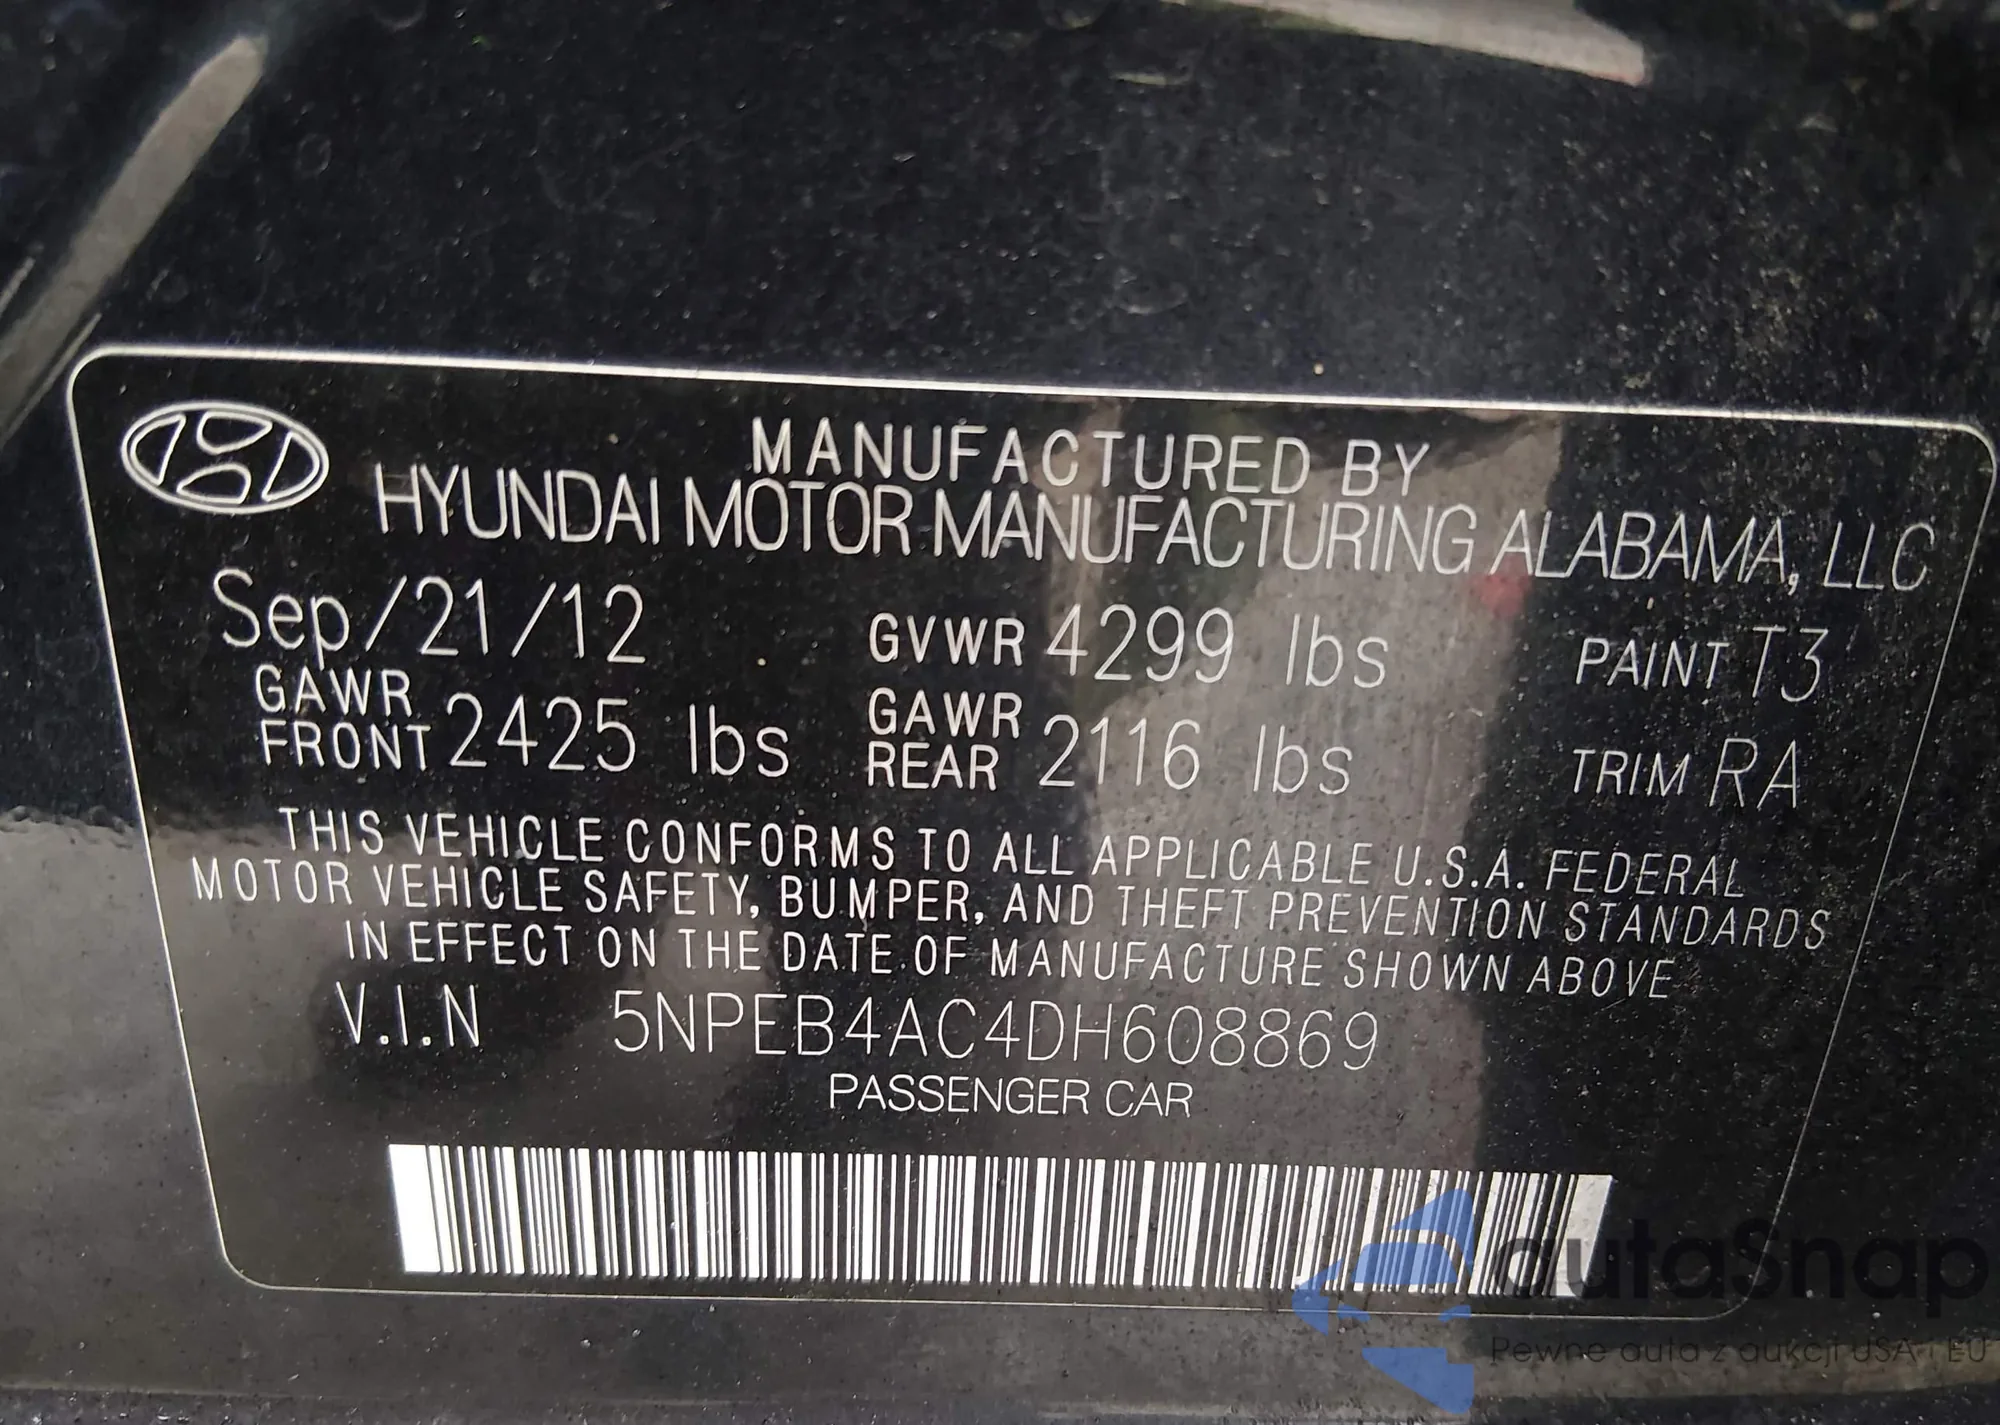 MANUFACTURED BY
HYUNDAI MOTOR MANUFACTURING ALABAMA, LLC
Sep/21/12 GVWR 4299 lbs PAINT T3
GAWR FRONT 2425 lbs GAWR REAR 2116 lbs TRIM RA
THIS VEHICLE CONFORMS TO ALL APPLICABLE U.S.A. FEDERAL
MOTOR VEHICLE SAFETY, BUMPER, AND THEFT PREVENTION STANDARDS
IN EFFECT ON THE DATE OF MANUFACTURE SHOWN ABOVE
V.I.N 5NPEB4AC4DH608869
PASSENGER CAR
autaSnap
Pewne auta z aukcji USA i EU